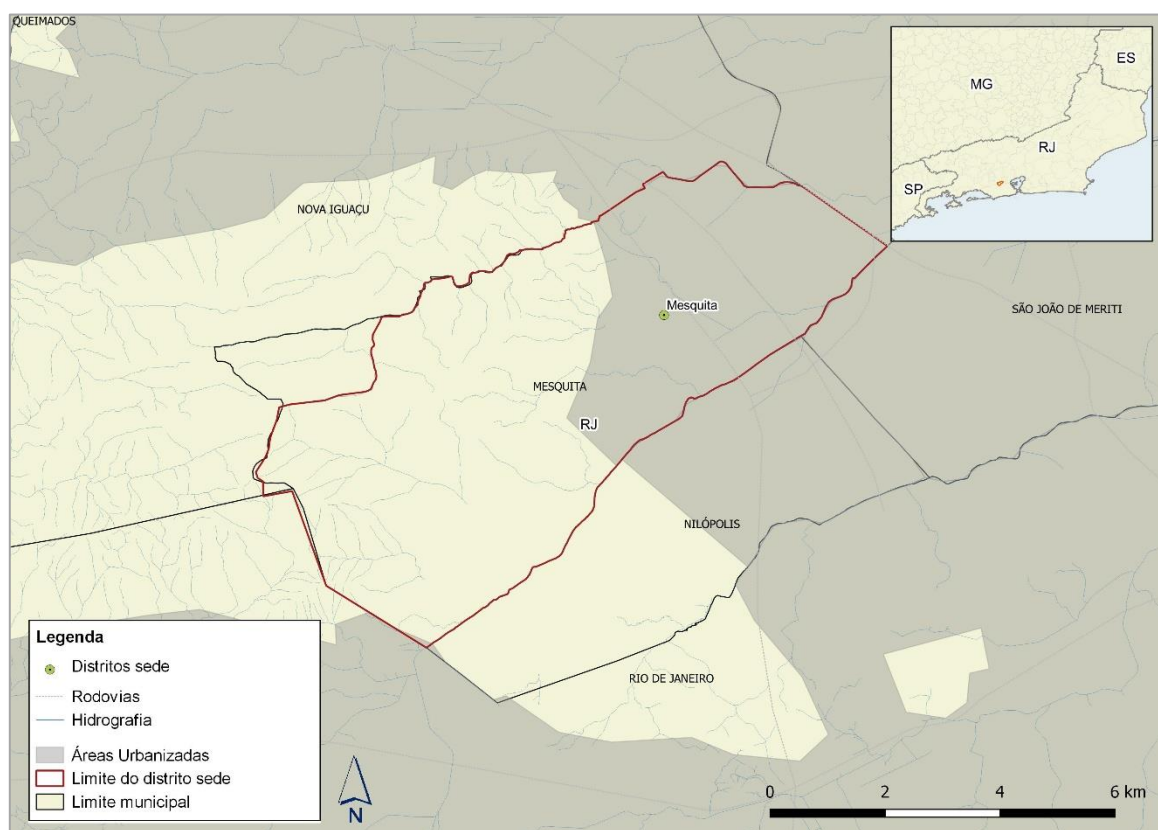 QUEIMADOS
ES
MG
RJ
SP
NOVA IGUAÇU
Mesquita
SÃO JOÃO DE MERITI
MESQUITA
RJ
NILÓPOLIS
RIO DE JANEIRO
Legenda
Distritos sede
Rodovias
Hidrografia
Áreas Urbanizadas
Limite do distrito sede
Limite municipal
N
0 2 4 6 km